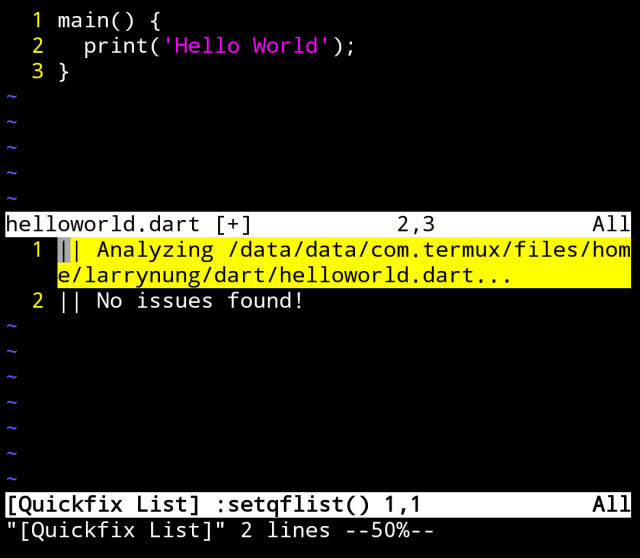 1 main() {
2   print('Hello World');
3 }
~
~
~
~
~
helloworld.dart [+] 2,3 All
1 || Analyzing /data/data/com.termux/files/hom
e/larrynung/dart/helloworld.dart...
2 || No issues found!
~
~
~
~
~
~
~
[Quickfix List] :setqflist() 1,1 All
"[Quickfix List]" 2 lines --50%--